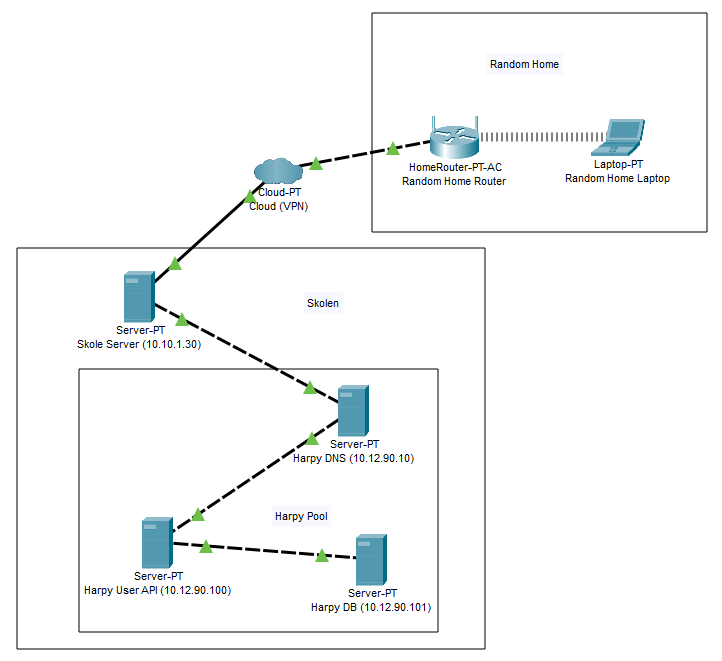 Random Home
HomeRouter-PT-AC
Random Home Router
Laptop-PT
Random Home Laptop
Cloud-PT
Cloud (VPN)
Skolen
Server-PT
Skole Server (10.10.1.30)
Server-PT
Harpy DNS (10.12.90.10)
Harpy Pool
Server-PT
Harpy User API (10.12.90.100)
Server-PT
Harpy DB (10.12.90.101)